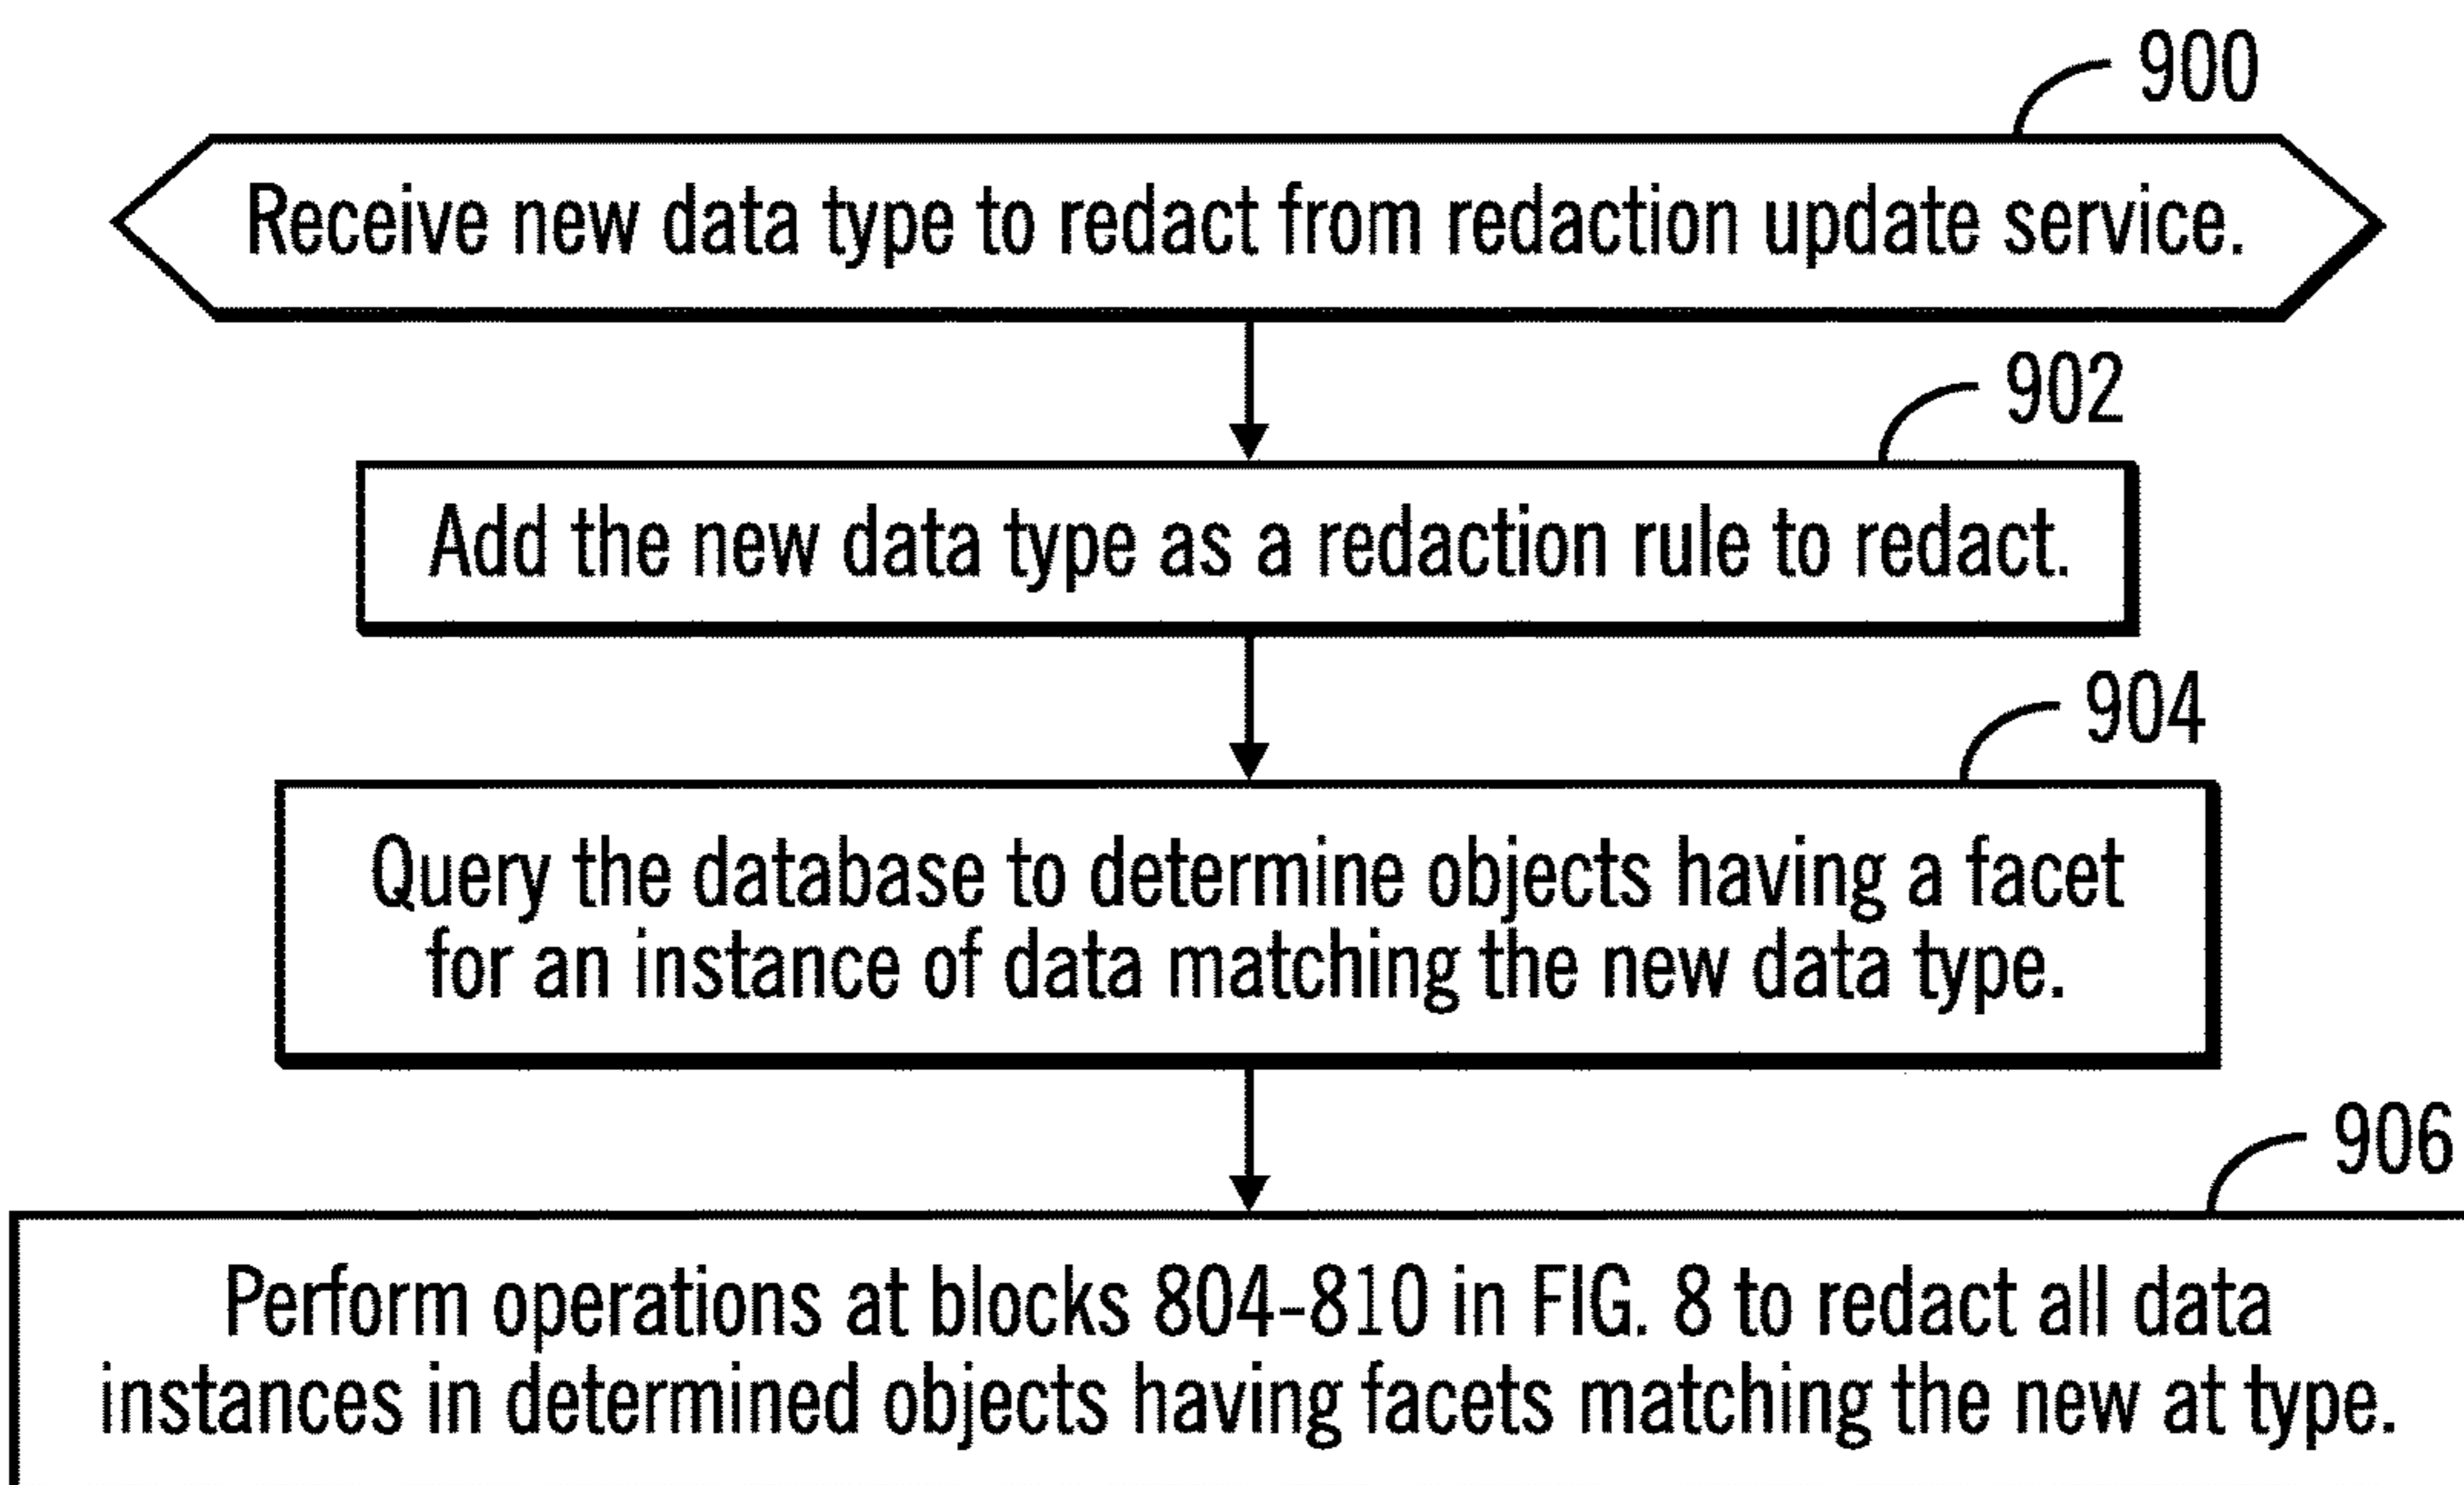 900
Receive new data type to redact from redaction update service.
902
Add the new data type as a redaction rule to redact.
904
Query the database to determine objects having a facet
for an instance of data matching the new data type.
906
Perform operations at blocks 804-810 in FIG. 8 to redact all data
instances in determined objects having facets matching the new at type.